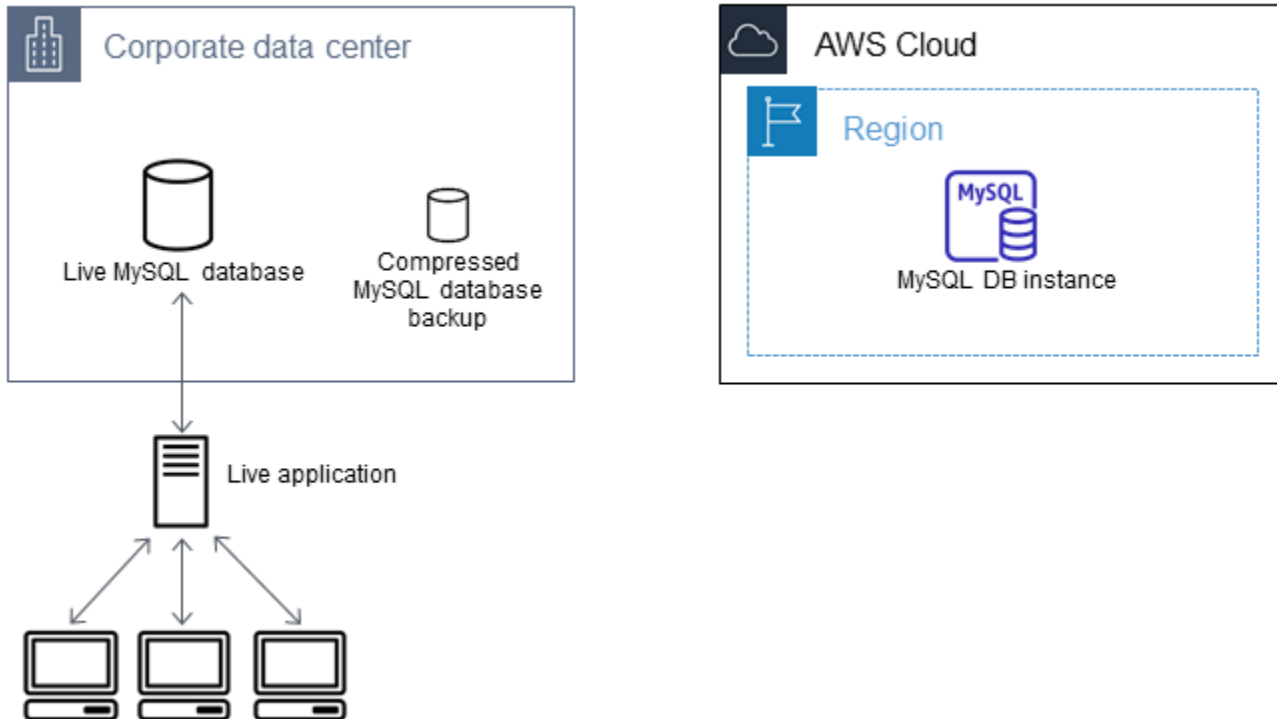 Corporate data center
Live MySQL database
Compressed
MySQL database
backup
Live application
AWS Cloud
Region
MySQL
MySQL DB instance